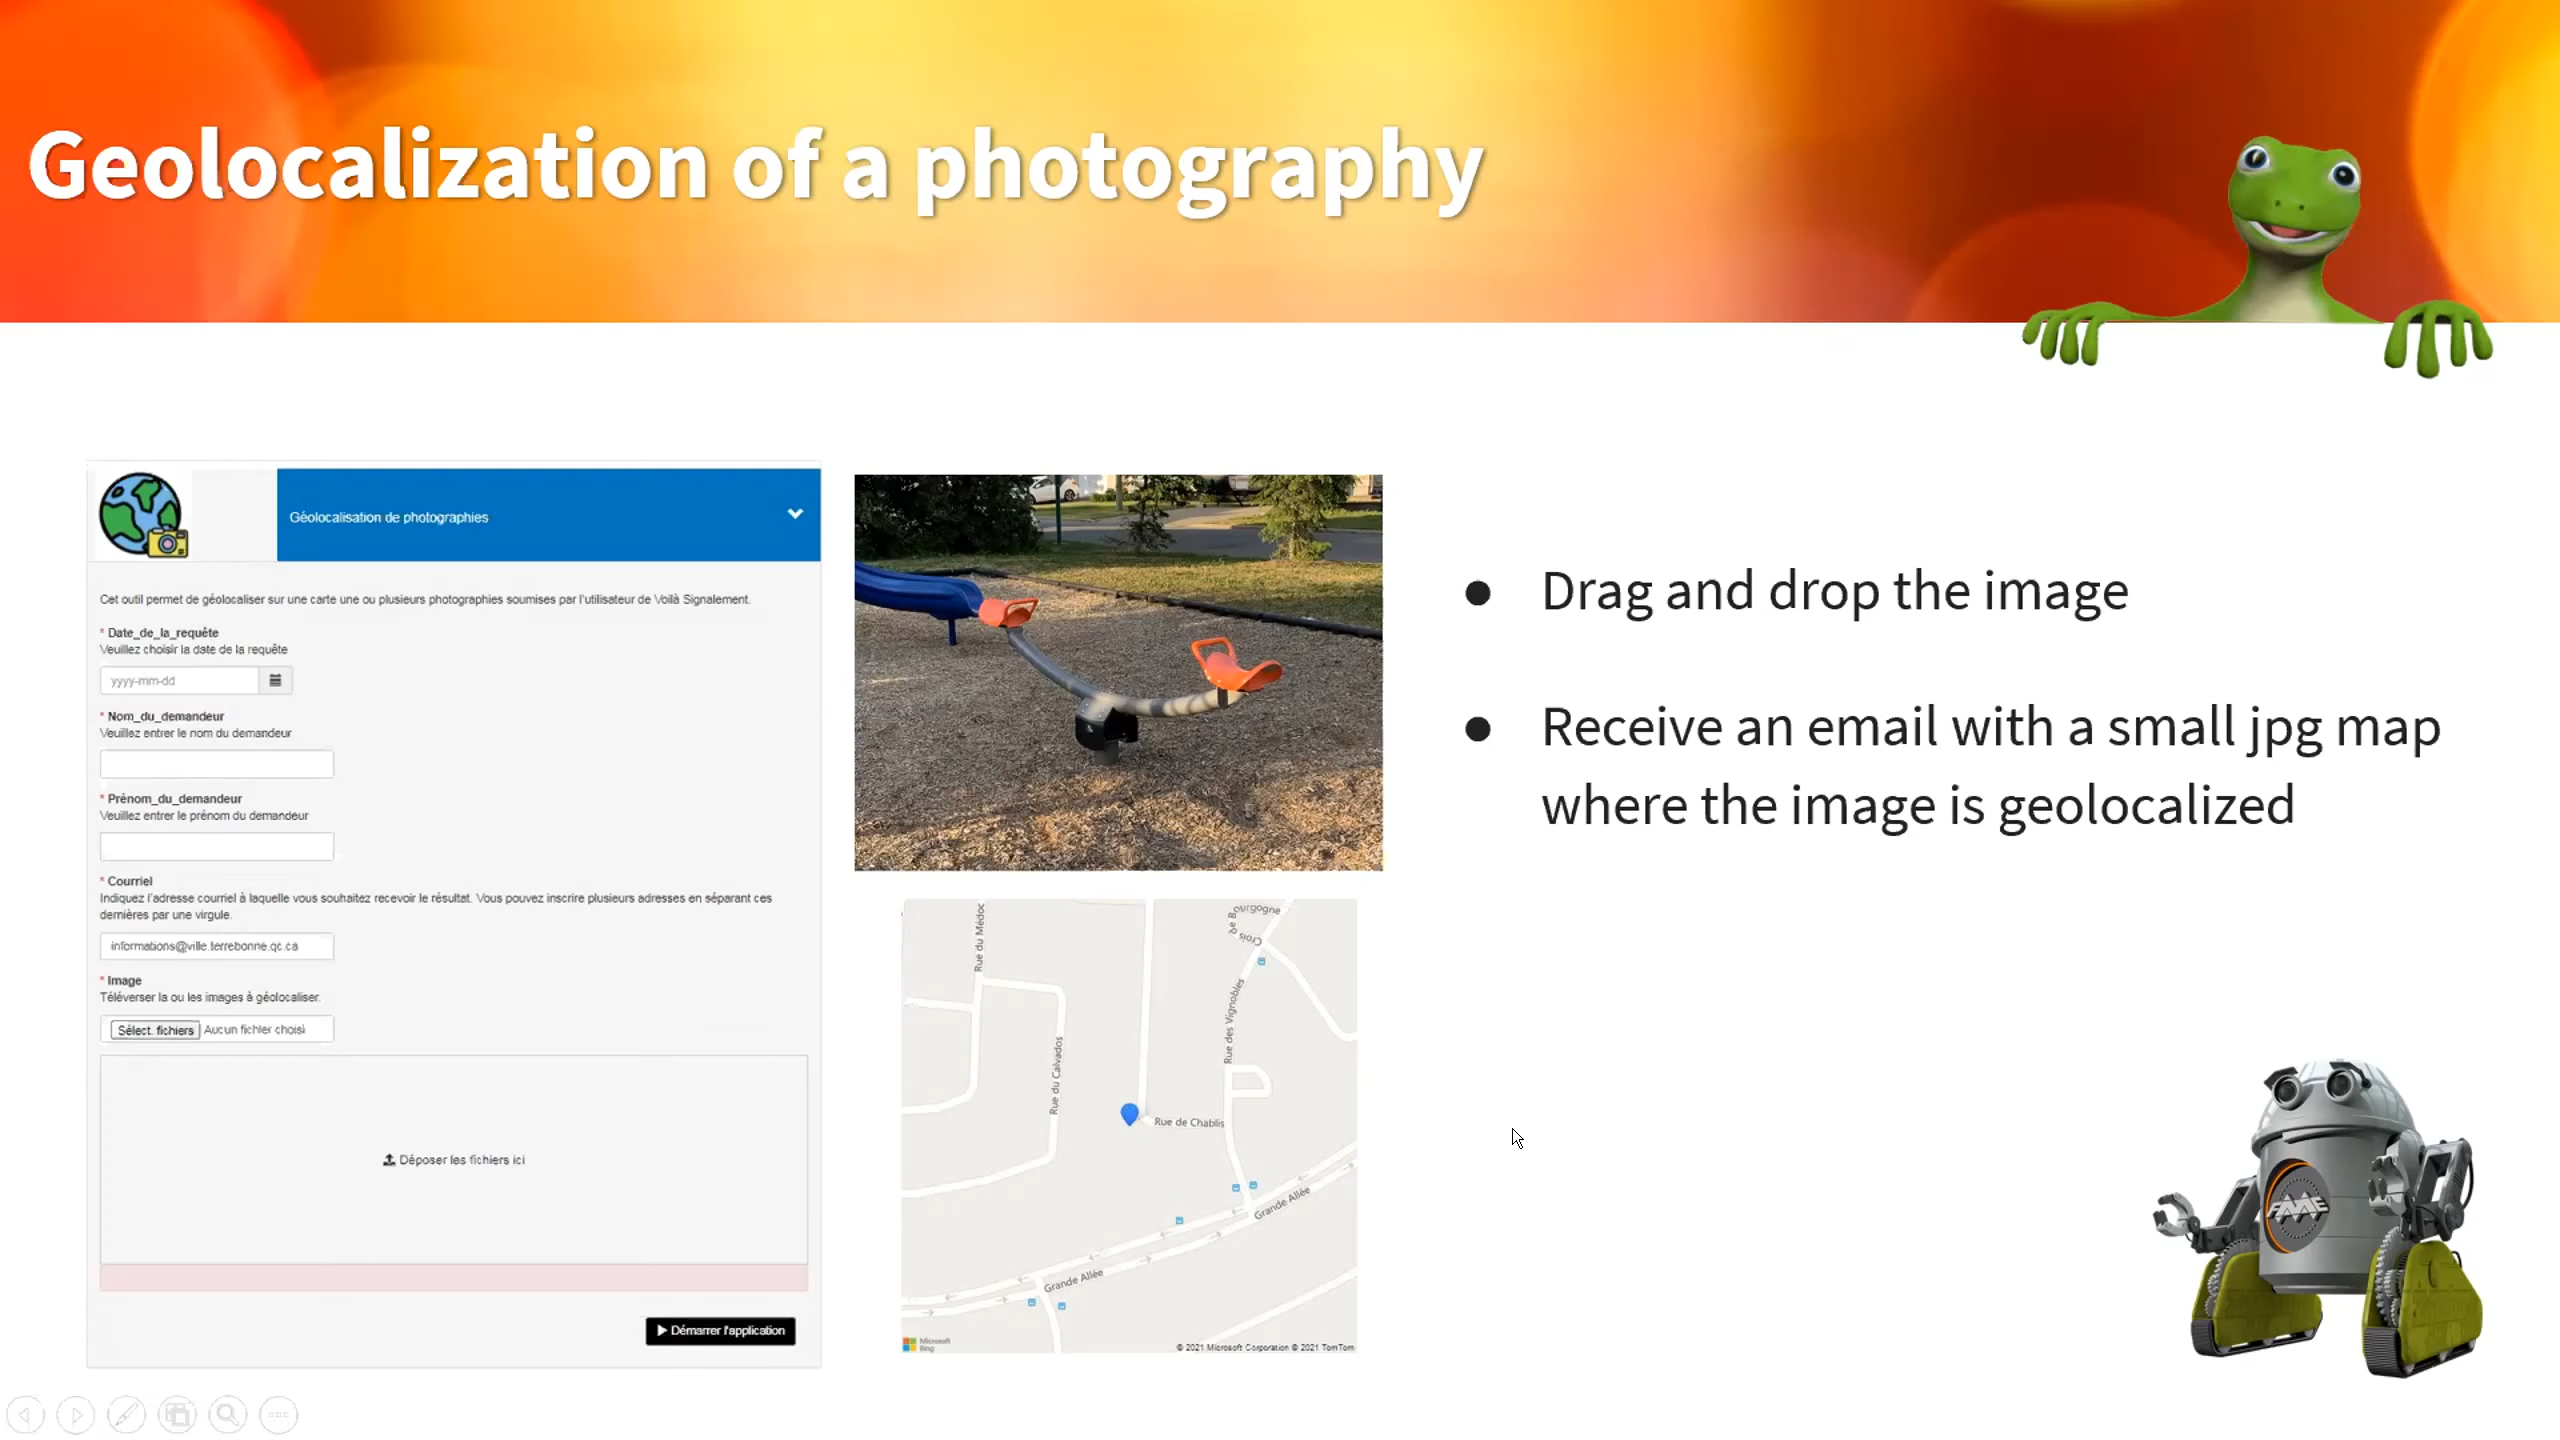 Geolocalization of a photography
Géolocalisation de photographies
Cet outil permet de géolocaliser sur une carte une ou plusieurs photographies soumises par l'utilisateur de Voilà Signalement.
* Date_de_la_requête
Veuillez choisir la date de la requête
yyyy-mm-dd
* Nom_du_demandeur
Veuillez entrer le nom du demandeur
* Prénom_du_demandeur
Veuillez entrer le prénom du demandeur
* Courriel
Indiquez l'adresse courriel à laquelle vous souhaitez recevoir le résultat. Vous pouvez inscrire plusieurs adresses en séparant ces
dernières par une virgule.
informations@ville.terrebonne.qc.ca
* Image
Téléverser la ou les images à géolocaliser.
Sélect. fichiers Aucun fichier choisi
Déposer les fichiers ici
Démarrer l'application
Rue du Médoc
Crois de Bourgogne
Rue des Vignobles
Rue du Calvados
Rue de Chablis
Grande Allée
Grande Allée
Microsoft
Bing
© 2021 Microsoft Corporation © 2021 TomTom
● Drag and drop the image
● Receive an email with a small jpg map
where the image is geolocalized
FME